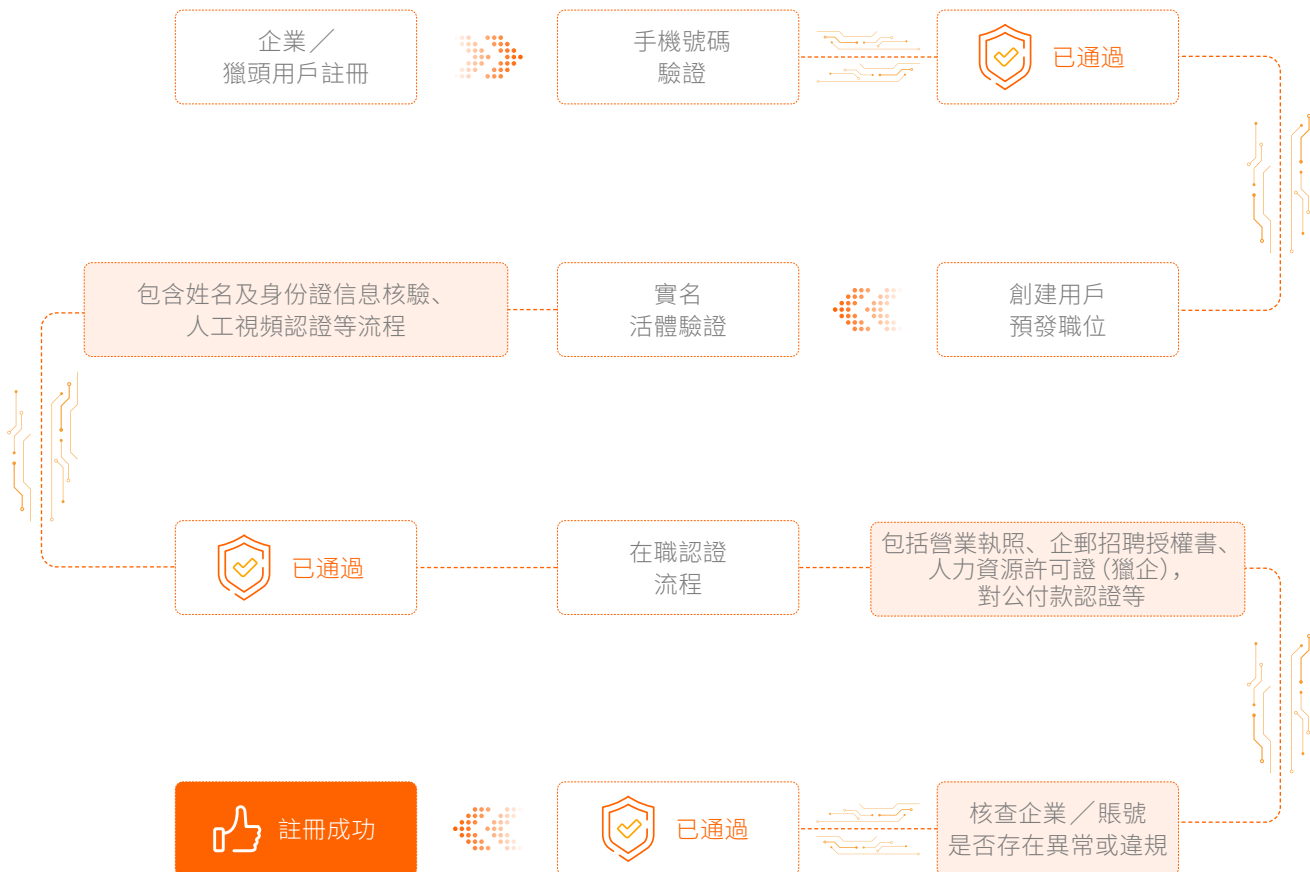 企業／
獵頭用戶註冊
手機號碼
驗證
已通過
創建用戶
預發職位
實名
活體驗證
包含姓名及身份證信息核驗、
人工視頻認證等流程
已通過
在職認證
流程
包括營業執照、企郵招聘授權書、
人力資源許可證（獵企），
對公付款認證等
核查企業／賬號
是否存在異常或違規
已通過
註冊成功